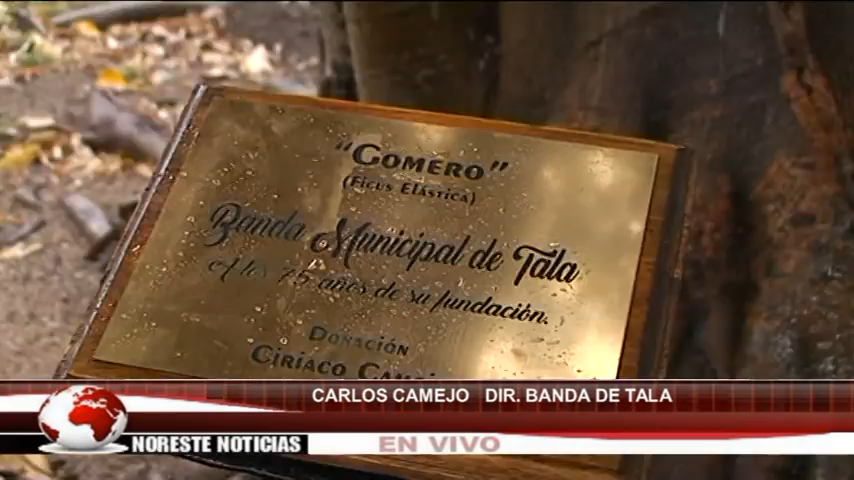 "GOMERO"
(FICUS ELÁSTICA)
Banda Municipal de Tala
A los 75 años de su fundación.
DONACIÓN
CIRIACO
CARLOS CAMEJO DIR. BANDA DE TALA
NORESTE NOTICIAS
EN VIVO